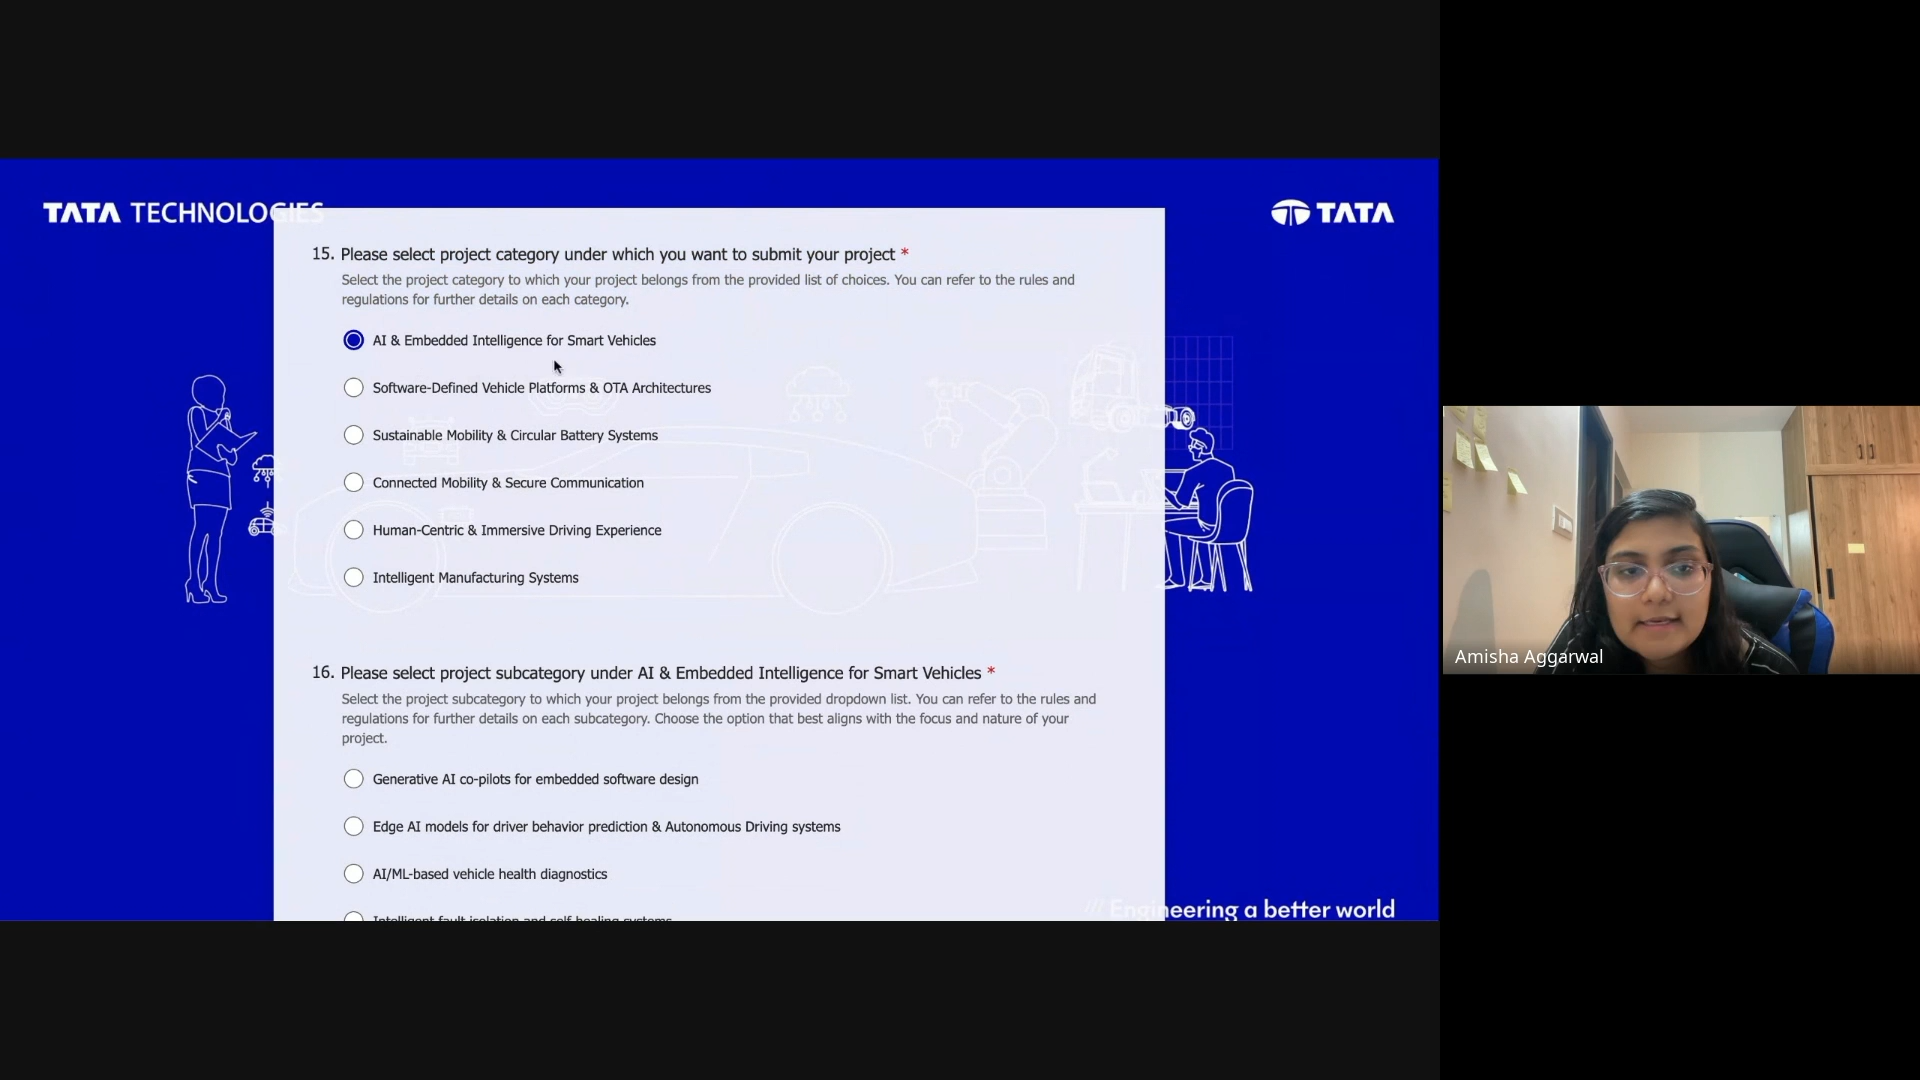 TATA TECHNOLOGIES
TATA
15. Please select project category under which you want to submit your project *
Select the project category to which your project belongs from the provided list of choices. You can refer to the rules and
regulations for further details on each category.
AI & Embedded Intelligence for Smart Vehicles
Software-Defined Vehicle Platforms & OTA Architectures
Sustainable Mobility & Circular Battery Systems
Connected Mobility & Secure Communication
Human-Centric & Immersive Driving Experience
Intelligent Manufacturing Systems
16. Please select project subcategory under AI & Embedded Intelligence for Smart Vehicles *
Select the project subcategory to which your project belongs from the provided dropdown list. You can refer to the rules and
regulations for further details on each subcategory. Choose the option that best aligns with the focus and nature of your
project.
Generative AI co-pilots for embedded software design
Edge AI models for driver behavior prediction & Autonomous Driving systems
AI/ML-based vehicle health diagnostics
Intelligent fault isolation and self-healing systems
/// Engineering a better world
Amisha Aggarwal